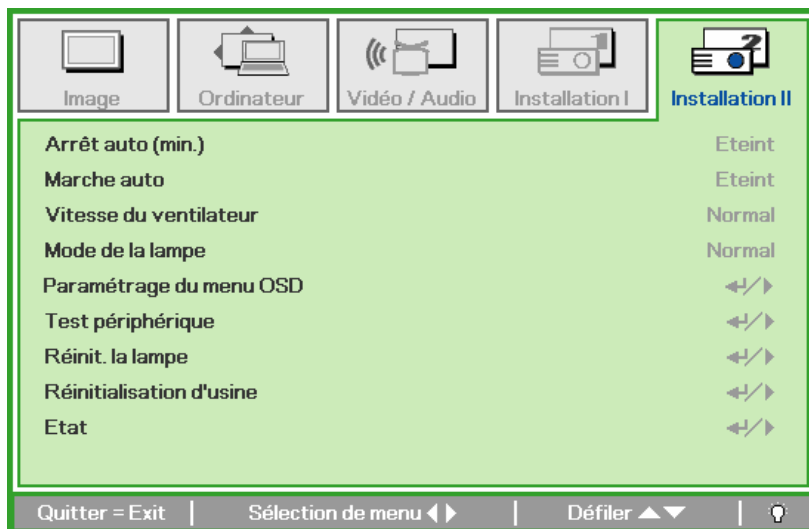 Image Ordinateur Vidéo / Audio Installation I Installation II
Arrêt auto (min.) Eteint
Marche auto Eteint
Vitesse du ventilateur Normal
Mode de la lampe Normal
Paramétrage du menu OSD
Test périphérique
Réinit. la lampe
Réinitialisation d'usine
Etat
Quitter = Exit Sélection de menu Défiler